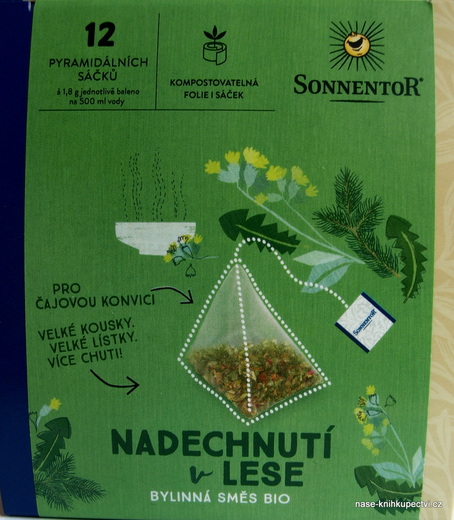 12
PYRAMIDÁLNÍCH
SÁČKŮ
á 1,8 g jednotlivě baleno
na 500 ml vody
KOMPOSTOVATELNÁ
FOLIE I SÁČEK
SONNENTOR®
PRO
ČAJOVOU KONVICI
VELKÉ KOUSKY.
VELKÉ LÍSTKY.
VÍCE CHUTI!
SONNENTOR
NADECHNUTÍ
v LESE
BYLINNÁ SMĚS BIO
nase-knihkupectvi.cz